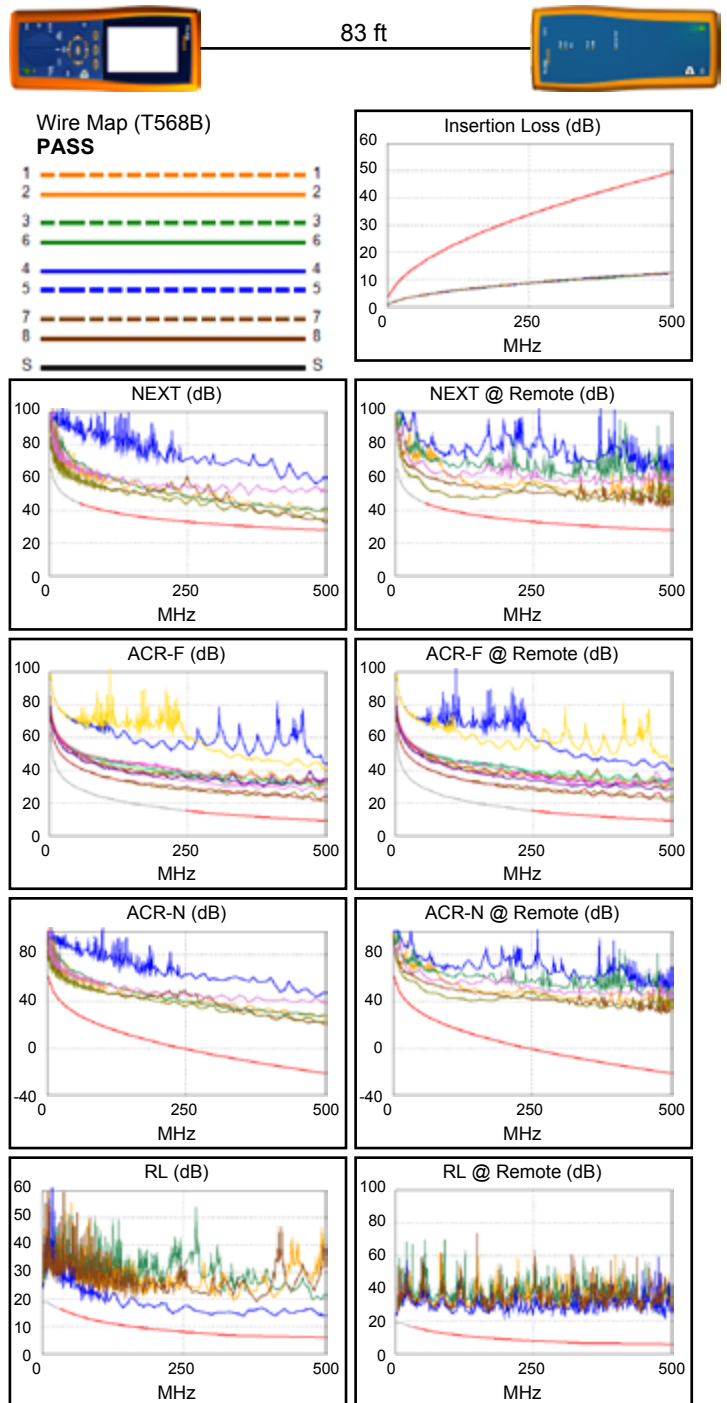 83 ft
Wire Map (T568B)
PASS
1 1
2 2
3 3
6 6
4 4
5 5
7 7
8 8
S S
Insertion Loss (dB)
60
50
40
30
20
10
0
0 250 500
MHz
NEXT (dB)
100
80
60
40
20
0
0 250 500
MHz
NEXT @ Remote (dB)
100
80
60
40
20
0
0 250 500
MHz
ACR-F (dB)
100
80
60
40
20
0
0 250 500
MHz
ACR-F @ Remote (dB)
100
80
60
40
20
0
0 250 500
MHz
ACR-N (dB)
80
40
0
-40
0 250 500
MHz
ACR-N @ Remote (dB)
80
40
0
-40
0 250 500
MHz
RL (dB)
60
50
40
30
20
10
0
0 250 500
MHz
RL @ Remote (dB)
100
80
60
40
20
0
0 250 500
MHz